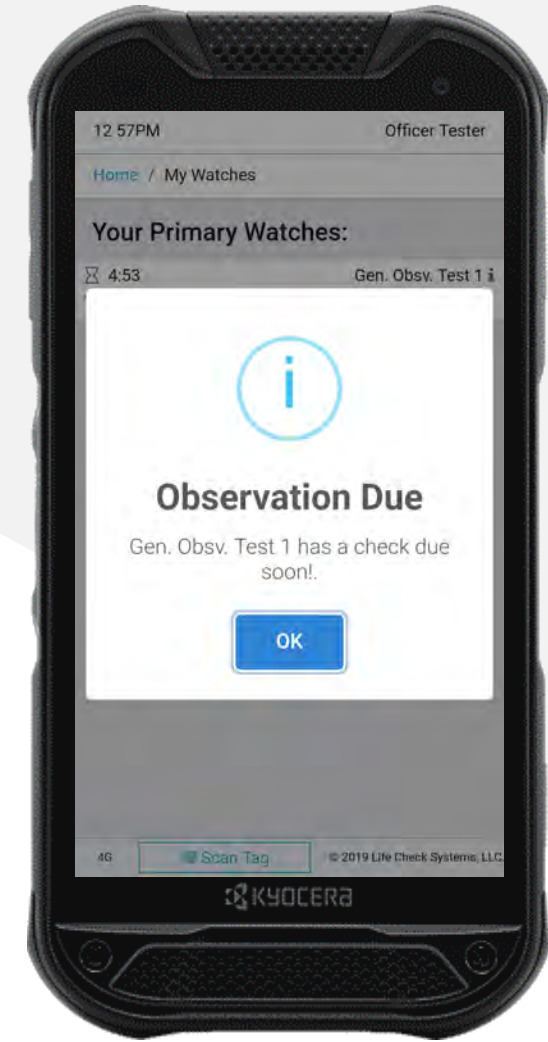 12 57PM Officer Tester
Home / My Watches
Your Primary Watches:
4:53 Gen. Obsv. Test 1 i
i
Observation Due
Gen. Obsv. Test 1 has a check due
soon!.
OK
4G Scan Tag © 2019 Life Check Systems, LLC.
KYOCERA